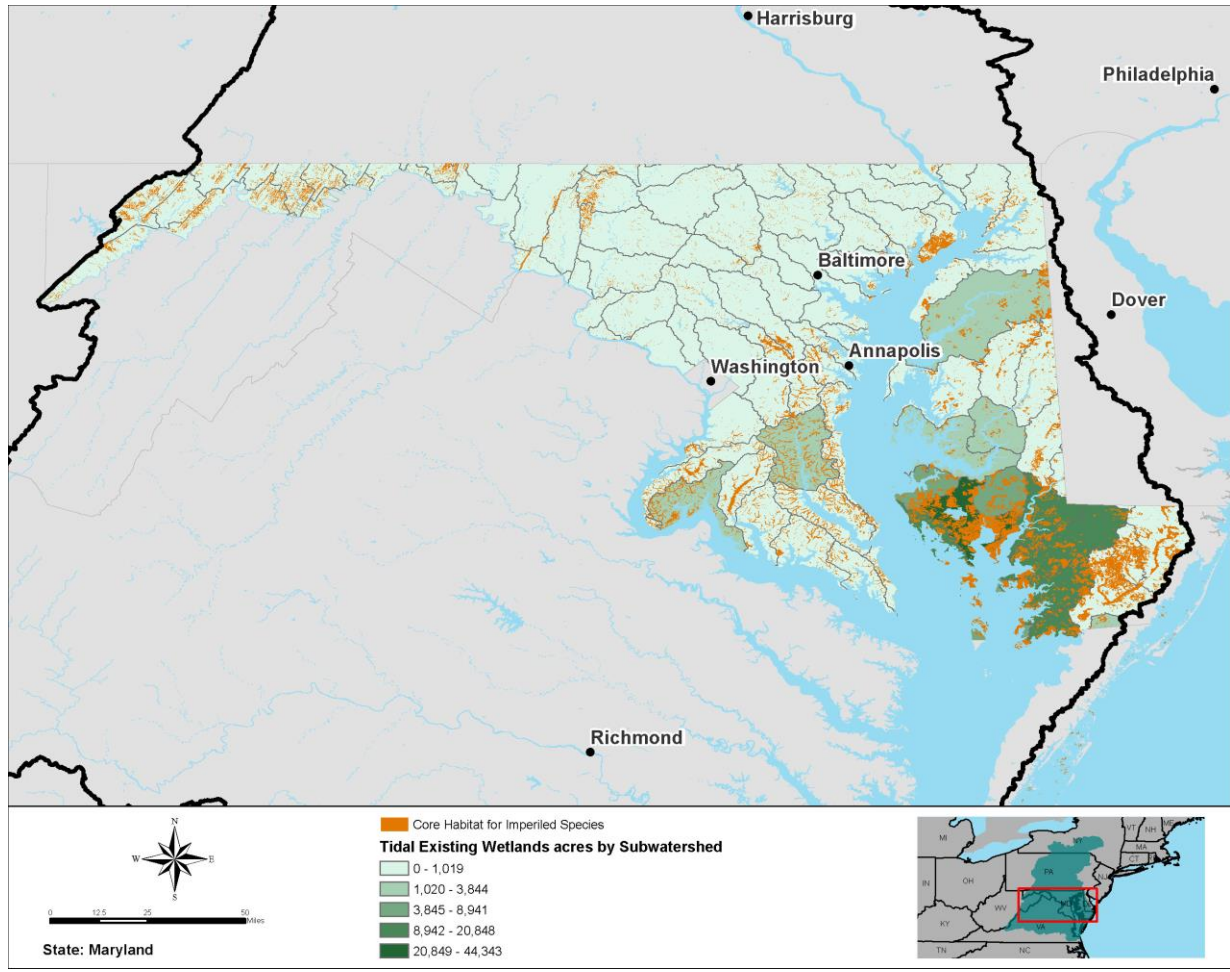 Harrisburg
Philadelphia
Baltimore
Dover
Annapolis
Washington
Richmond
N
W
E
S
0
12.5
25
50
Miles
State: Maryland
Core Habitat for Imperiled Species
Tidal Existing Wetlands acres by Subwatershed
0 - 1,019
1,020 - 3,844
3,845 - 8,941
8,942 - 20,848
20,849 - 44,343
MI
NY
VT
NH
ME
MA
CT
PA
NJ
IN
OH
WV
KY
VA
TN
NC